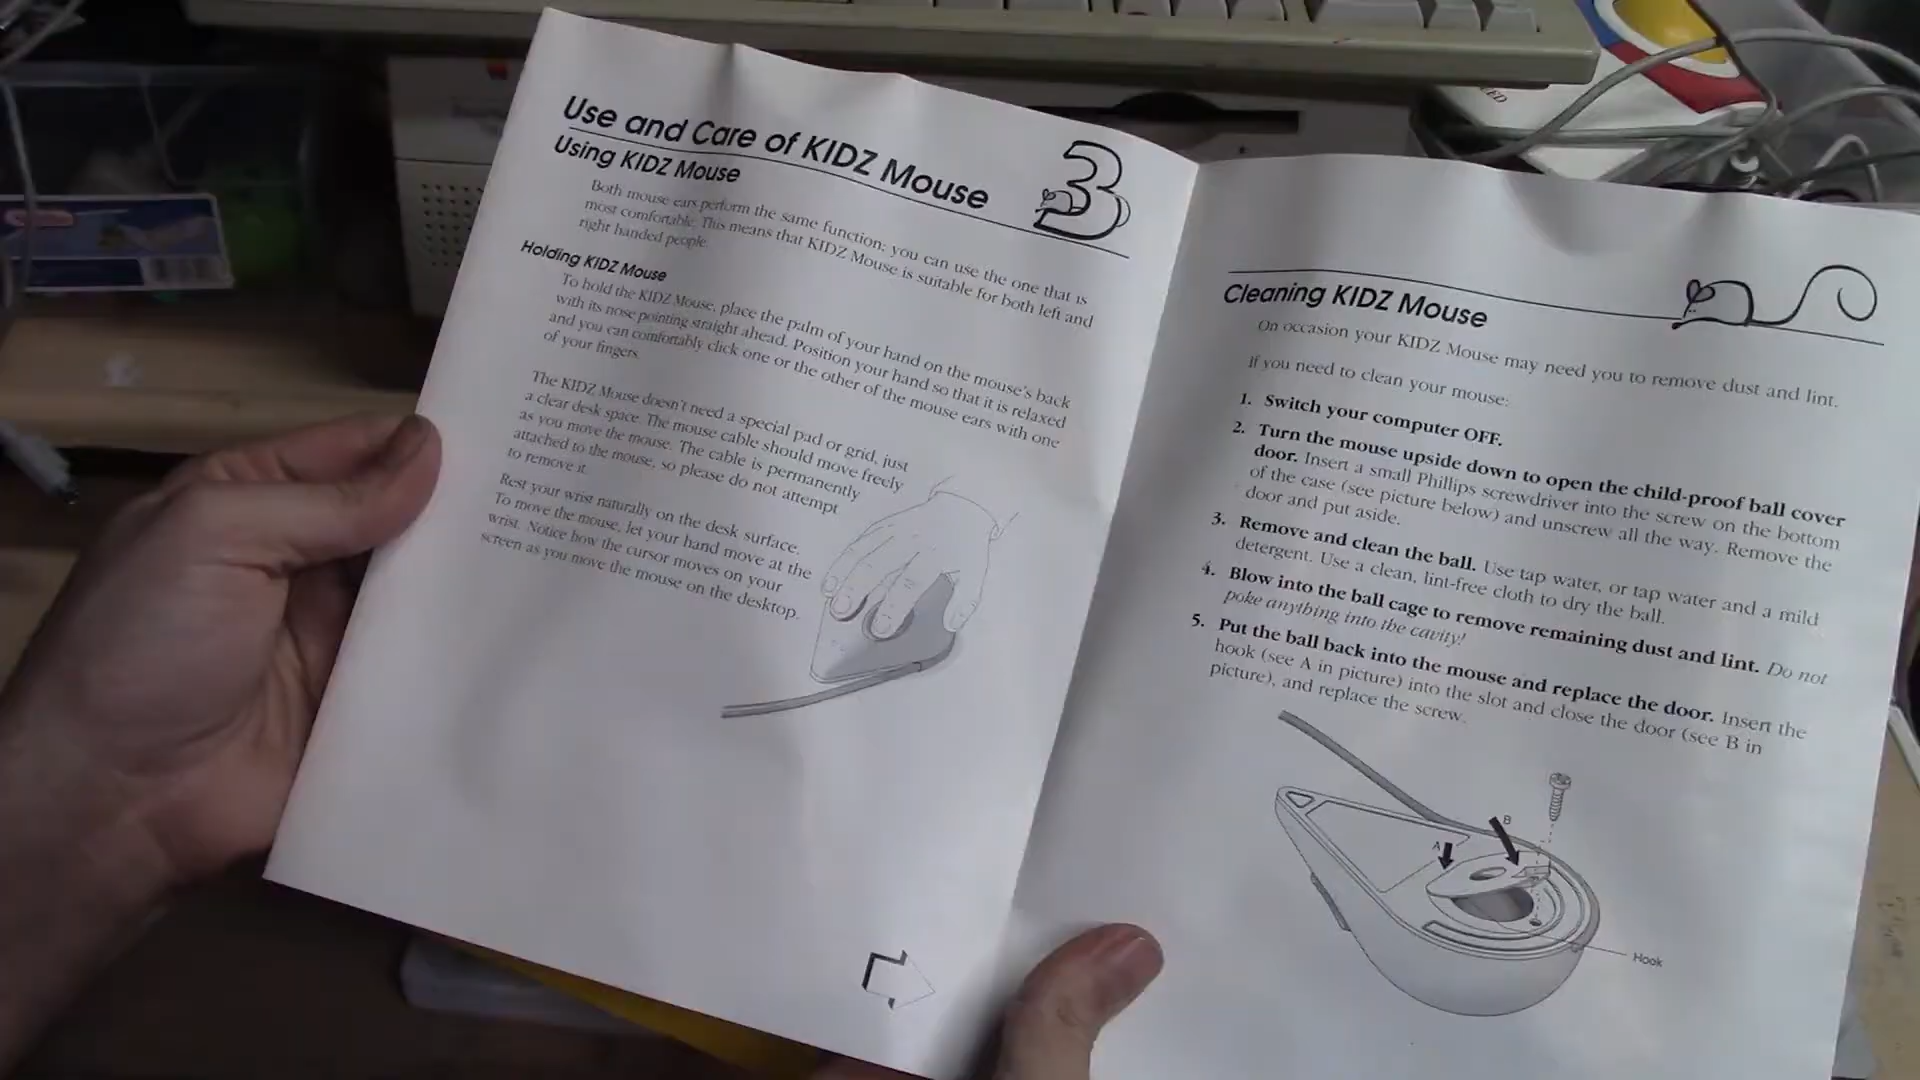 Use and Care of KIDZ Mouse
3
Using KIDZ Mouse
Both mouse ears perform the same function; you can use the one that is
most comfortable. This means that KIDZ Mouse is suitable for both left and
right handed people.
Holding KIDZ Mouse
To hold the KIDZ Mouse, place the palm of your hand on the mouse's back
with its nose pointing straight ahead. Position your hand so that it is relaxed
and you can comfortably click one or the other of the mouse ears with one
of your fingers.
The KIDZ Mouse doesn't need a special pad or grid, just
a clear desk space. The mouse cable should move freely
as you move the mouse. The cable is permanently
attached to the mouse, so please do not attempt
to remove it.
Rest your wrist naturally on the desk surface.
To move the mouse, let your hand move at the
wrist. Notice how the cursor moves on your
screen as you move the mouse on the desktop.
Cleaning KIDZ Mouse
On occasion your KIDZ Mouse may need you to remove dust and lint.
If you need to clean your mouse:
1. Switch your computer OFF.
2. Turn the mouse upside down to open the child-proof ball cover
door. Insert a small Phillips screwdriver into the screw on the bottom
of the case (see picture below) and unscrew all the way. Remove the
door and put aside.
3. Remove and clean the ball. Use tap water, or tap water and a mild
detergent. Use a clean, lint-free cloth to dry the ball.
4. Blow into the ball cage to remove remaining dust and lint. Do not
poke anything into the cavity!
5. Put the ball back into the mouse and replace the door. Insert the
hook (see A in picture) into the slot and close the door (see B in
picture), and replace the screw.
B
A
Hook